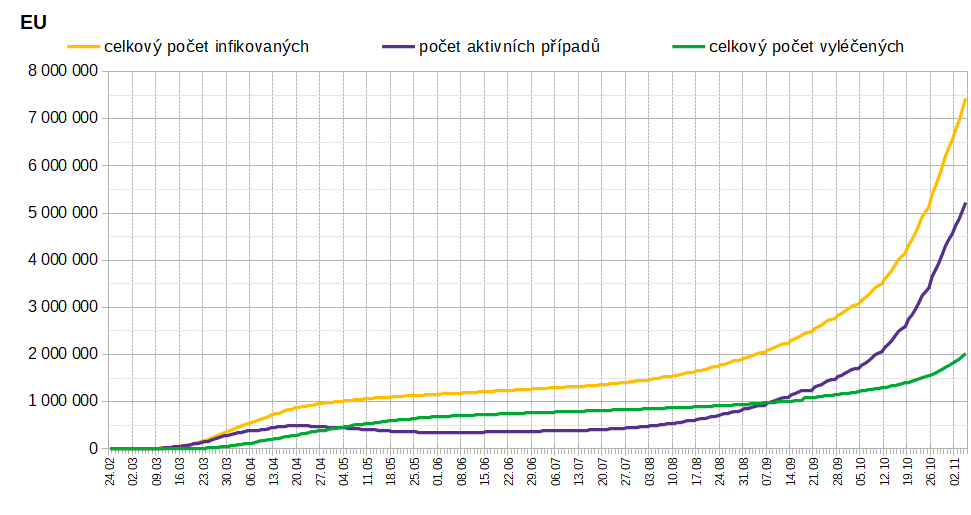 EU
celkový počet infikovaných počet aktivních případů celkový počet vyléčených
8 000 000
7 000 000
6 000 000
5 000 000
4 000 000
3 000 000
2 000 000
1 000 000
0
24.02 02.03 09.03 16.03 23.03 30.03 06.04 13.04 20.04 27.04 04.05 11.05 18.05 25.05 01.06 08.06 15.06 22.06 29.06 06.07 13.07 20.07 27.07 03.08 10.08 17.08 24.08 31.08 07.09 14.09 21.09 28.09 05.10 12.10 19.10 26.10 02.11